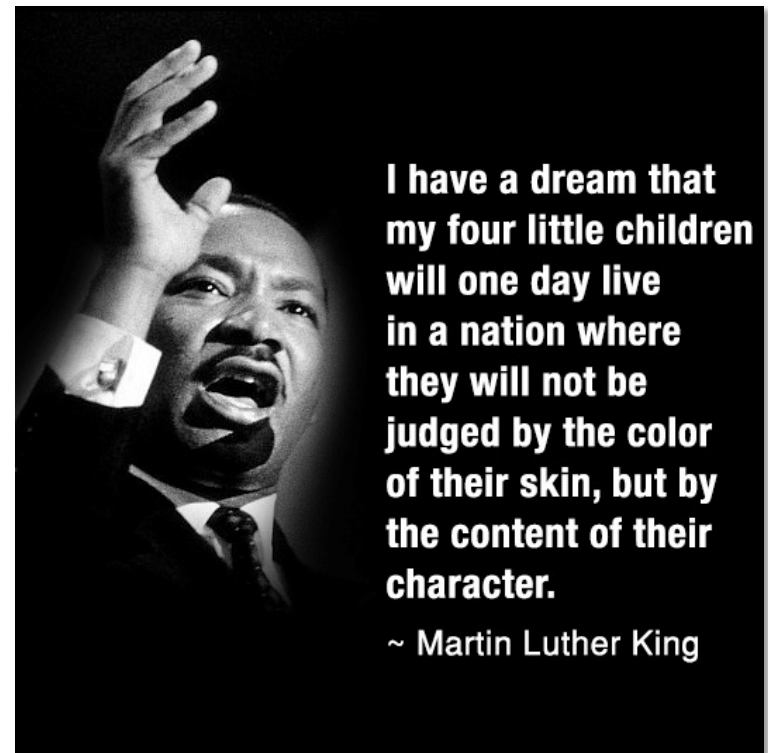 I have a dream that
my four little children
will one day live
in a nation where
they will not be
judged by the color
of their skin, but by
the content of their
character.
~ Martin Luther King